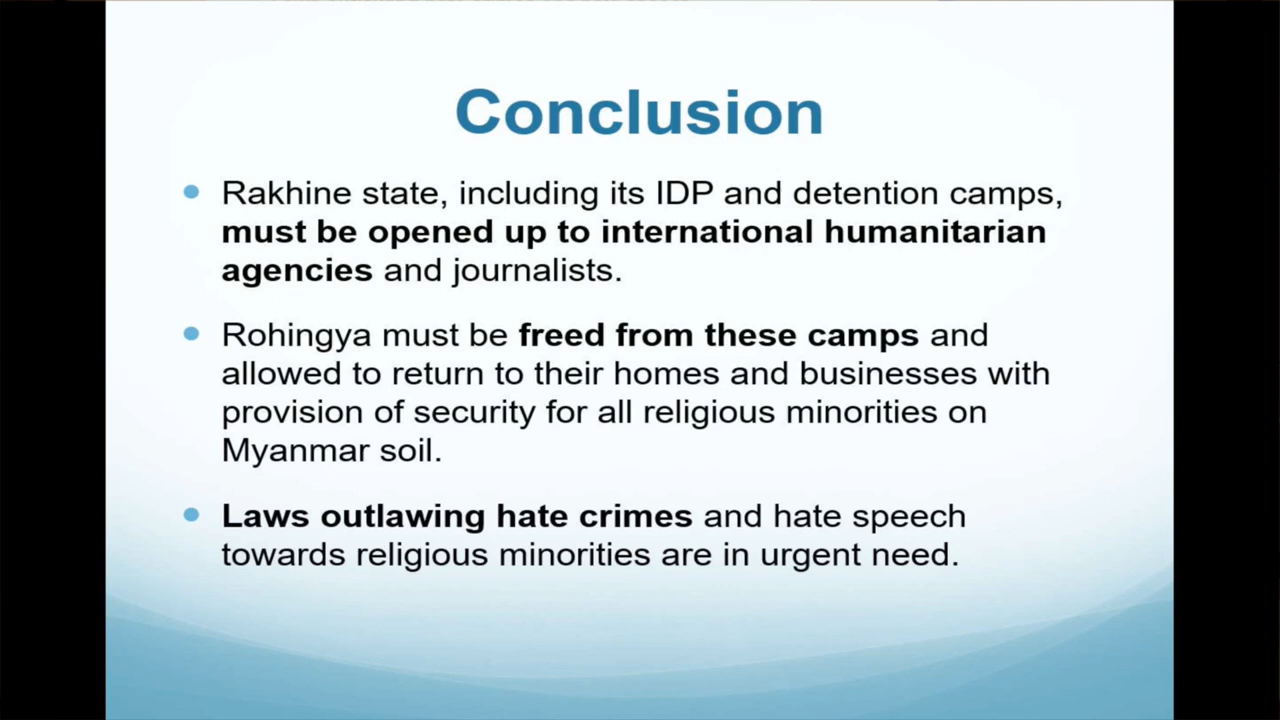 Conclusion
Rakhine state, including its IDP and detention camps,
must be opened up to international humanitarian
agencies and journalists.
Rohingya must be freed from these camps and
allowed to return to their homes and businesses with
provision of security for all religious minorities on
Myanmar soil.
Laws outlawing hate crimes and hate speech
towards religious minorities are in urgent need.